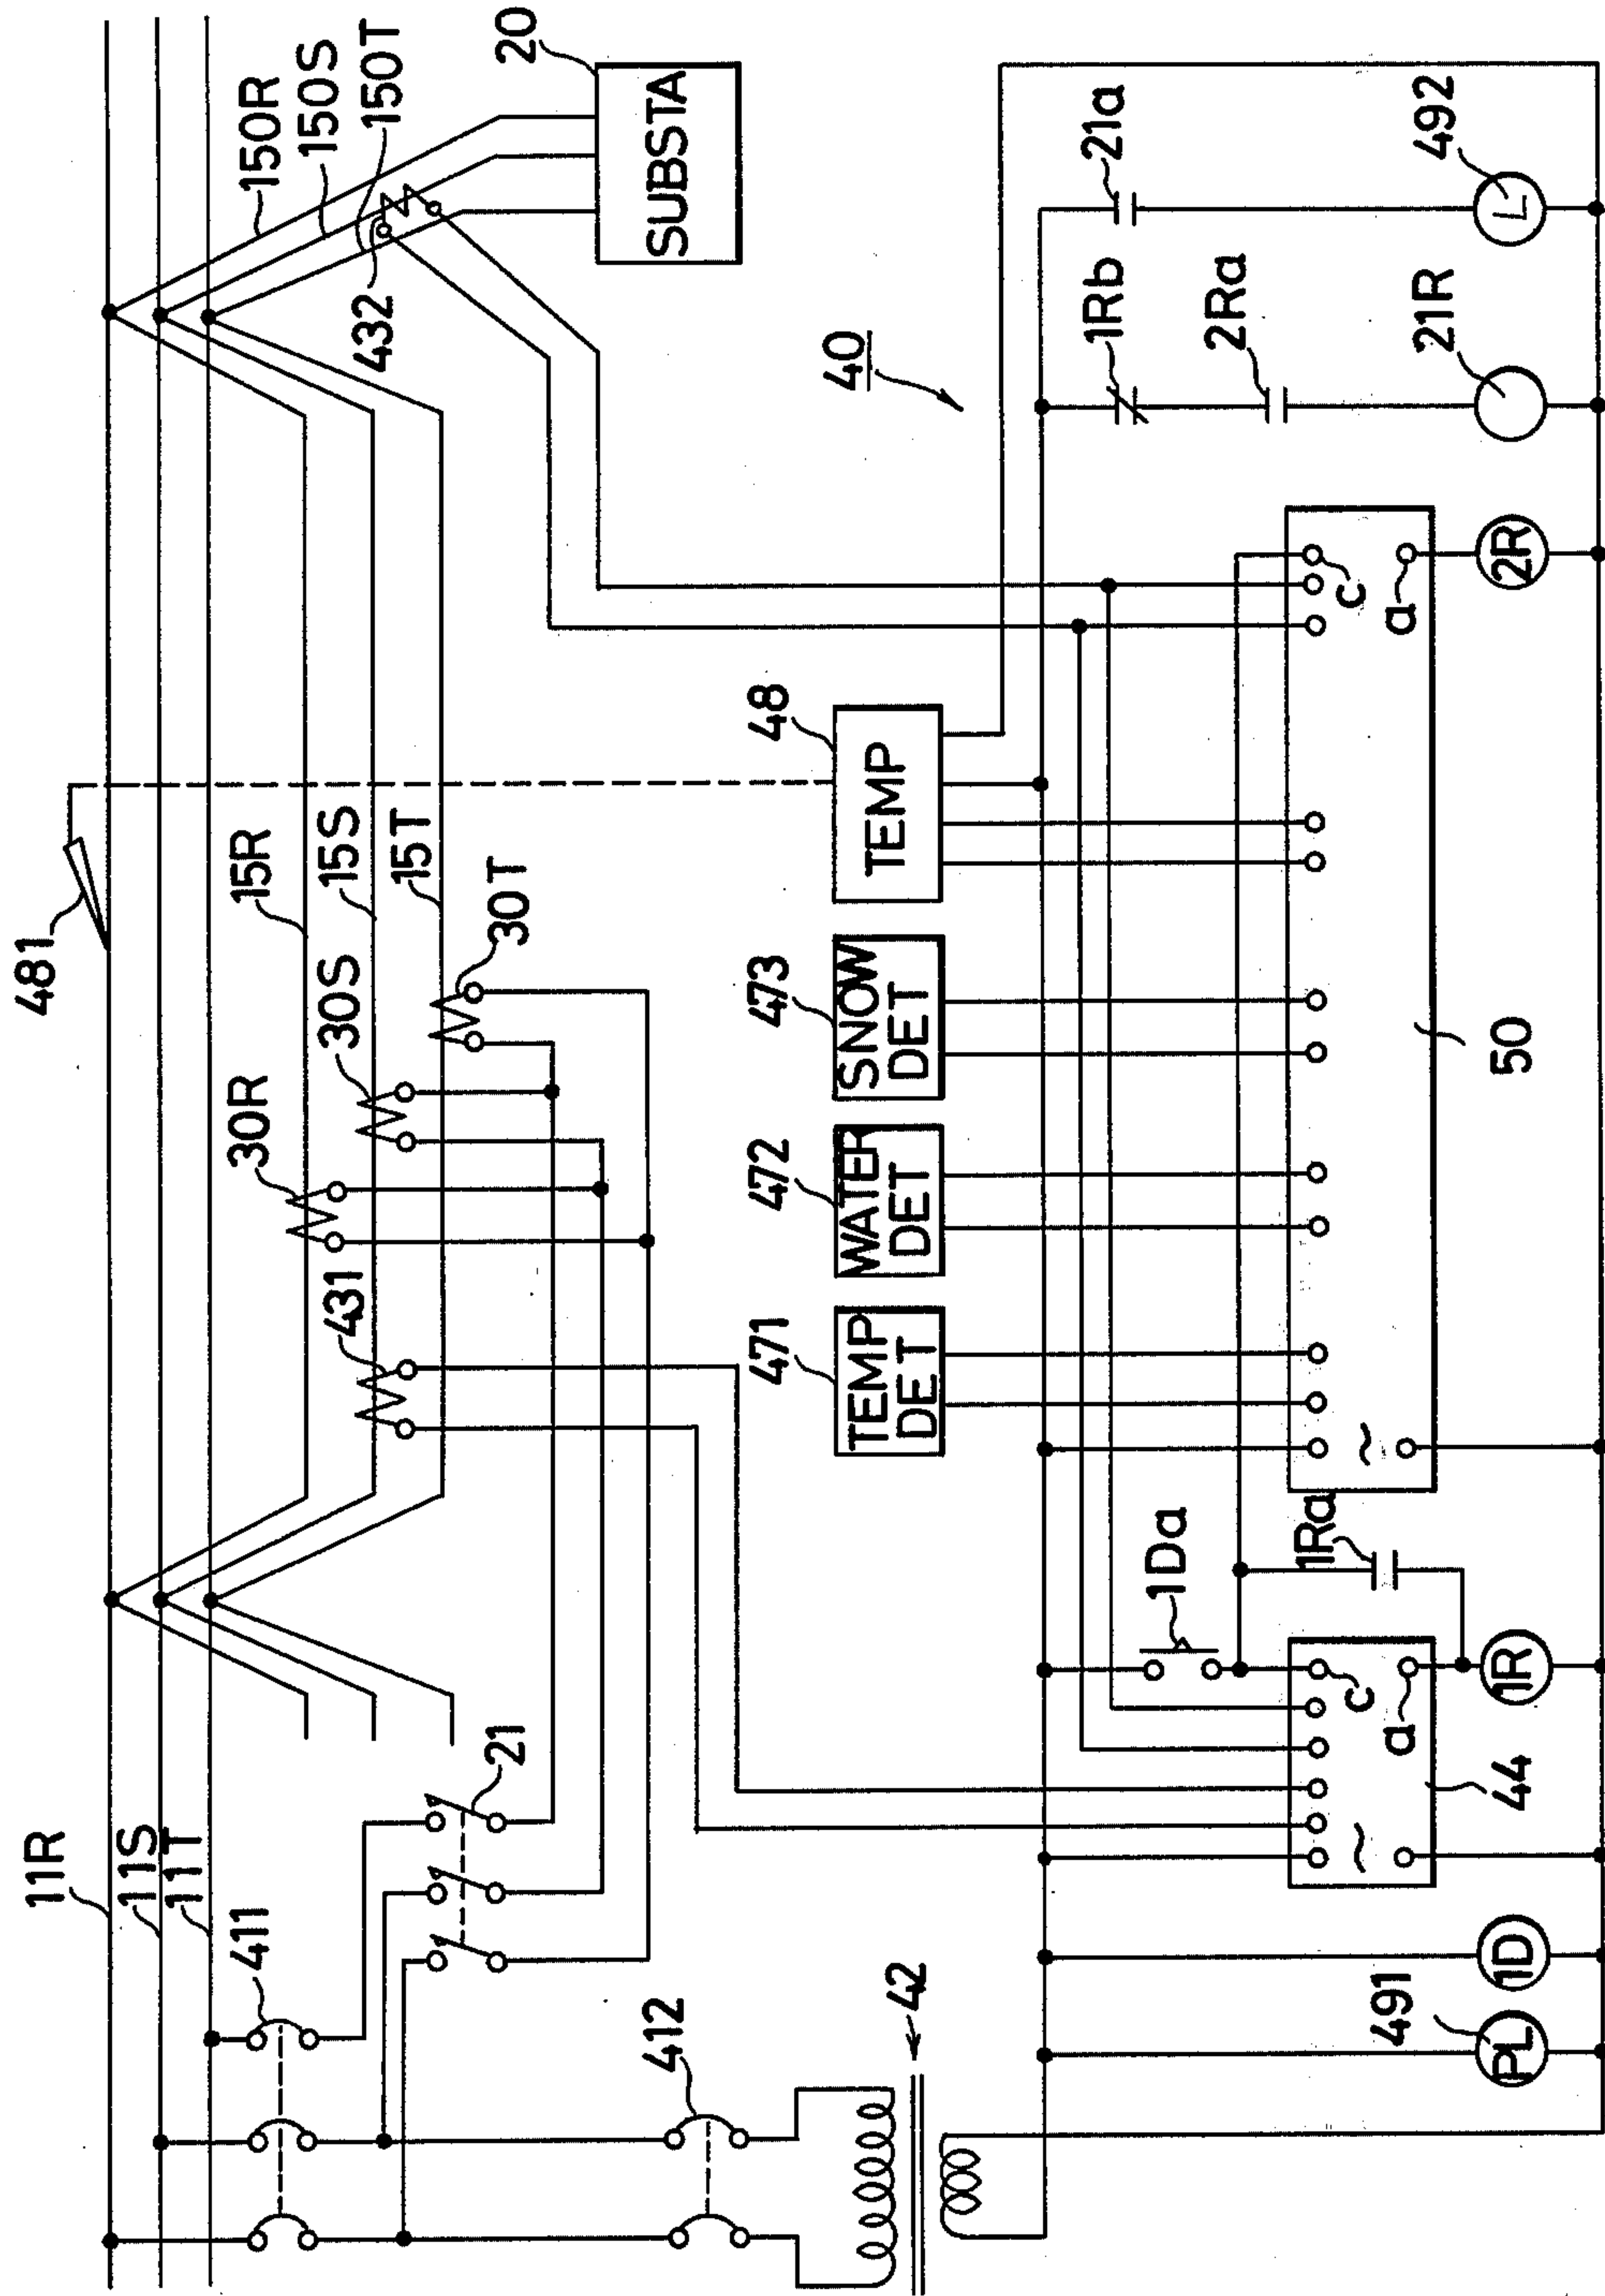 11R
11S
11T
411
21
412
42
431
30R
30S
30T
15R
15S
15T
481
150R
150S
150T
432
20
SUBSTA
40
471
TEMP
DET
472
WATER
DET
473
SNOW
DET
48
TEMP
1Rb
2Ra
21a
21R
492
L
1Da
1Ra
c
a
~
44
1R
c
a
~
50
2R
491
PL
1D